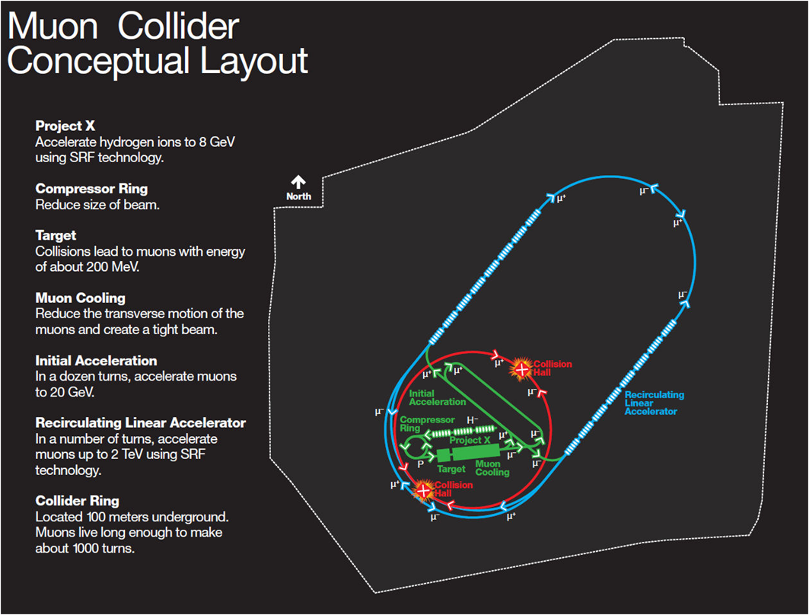 Muon Collider
Conceptual Layout
Project X
Accelerate hydrogen ions to 8 GeV
using SRF technology.
Compressor Ring
Reduce size of beam.
Target
Collisions lead to muons with energy
of about 200 MeV.
Muon Cooling
Reduce the transverse motion of the
muons and create a tight beam.
Initial Acceleration
In a dozen turns, accelerate muons
to 20 GeV.
Recirculating Linear Accelerator
In a number of turns, accelerate
muons up to 2 TeV using SRF
technology.
Collider Ring
Located 100 meters underground.
Muons live long enough to make
about 1000 turns.
North
μ⁺
μ⁻
μ⁺
μ⁻
Collision
Hall
μ⁺
μ⁺
μ⁻
Initial
Acceleration
Recirculating
Linear
Accelerator
μ⁻
Compressor
Ring
H⁻
Project X
μ⁺
μ⁻
P
Target
Muon
Cooling
μ⁻
μ⁻
μ⁺
Collision
Hall
μ⁻
μ⁺